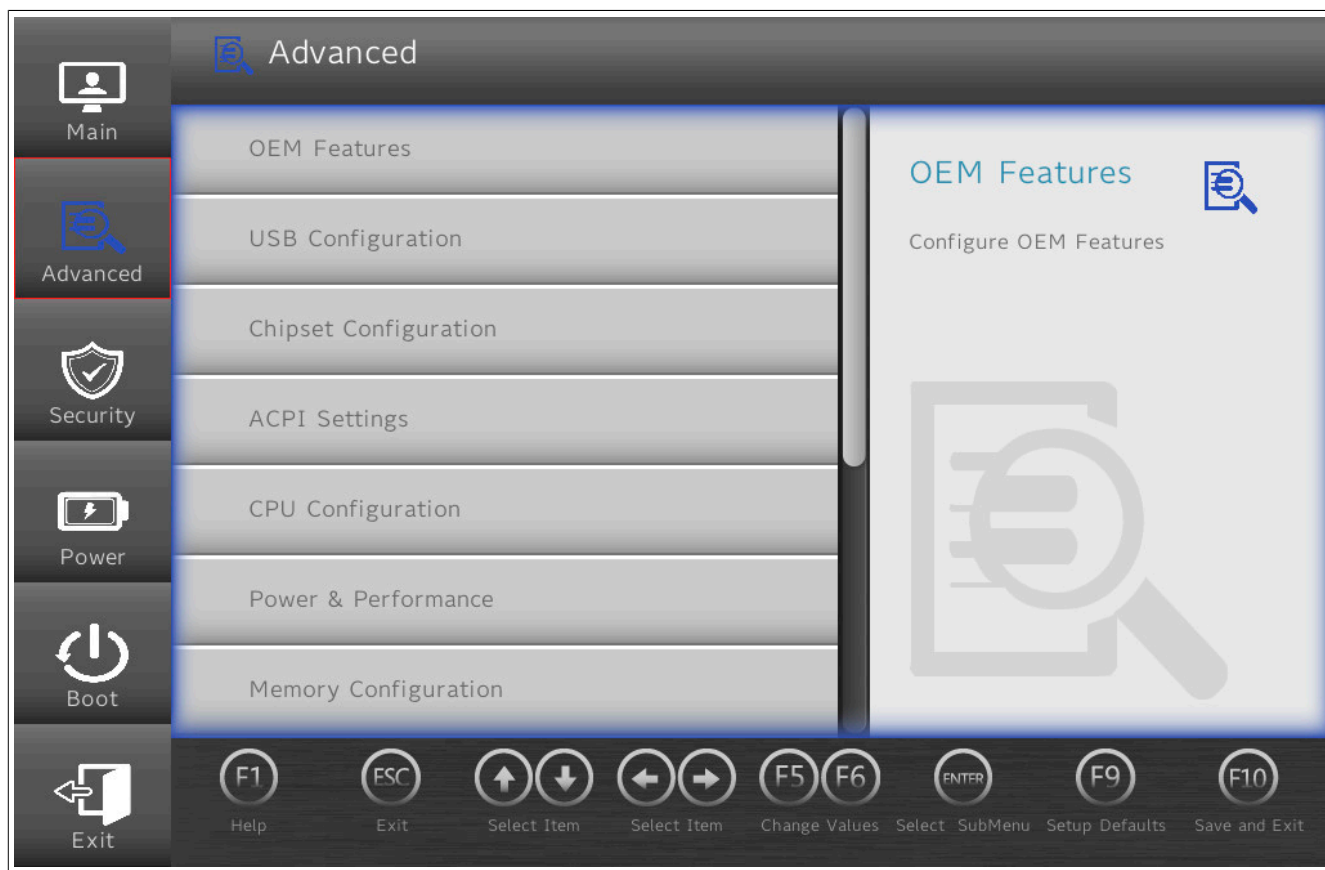 Main
Advanced
Security
Power
Boot
Exit
Advanced
OEM Features
USB Configuration
Chipset Configuration
ACPI Settings
CPU Configuration
Power & Performance
Memory Configuration
OEM Features
Configure OEM Features
F1
ESC
F5
F6
ENTER
F9
F10
Help
Exit
Select Item
Select Item
Change Values
Select SubMenu
Setup Defaults
Save and Exit